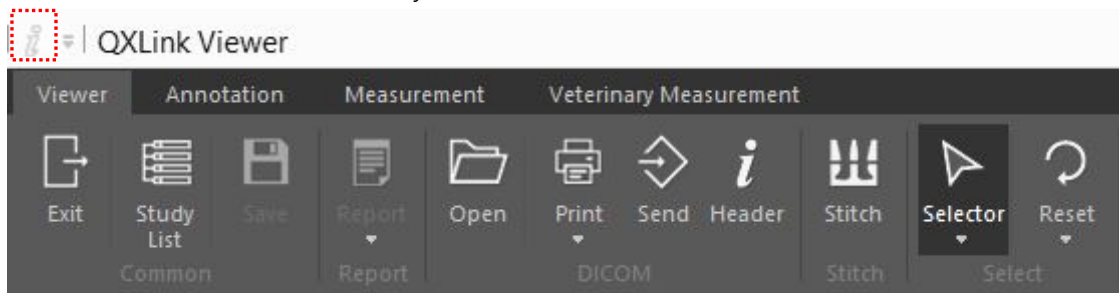 QXLink Viewer
Viewer Annotation Measurement Veterinary Measurement
Exit Study List Save Report Open Print Send Header Stitch Selector Reset
Common Report DICOM Stitch Select